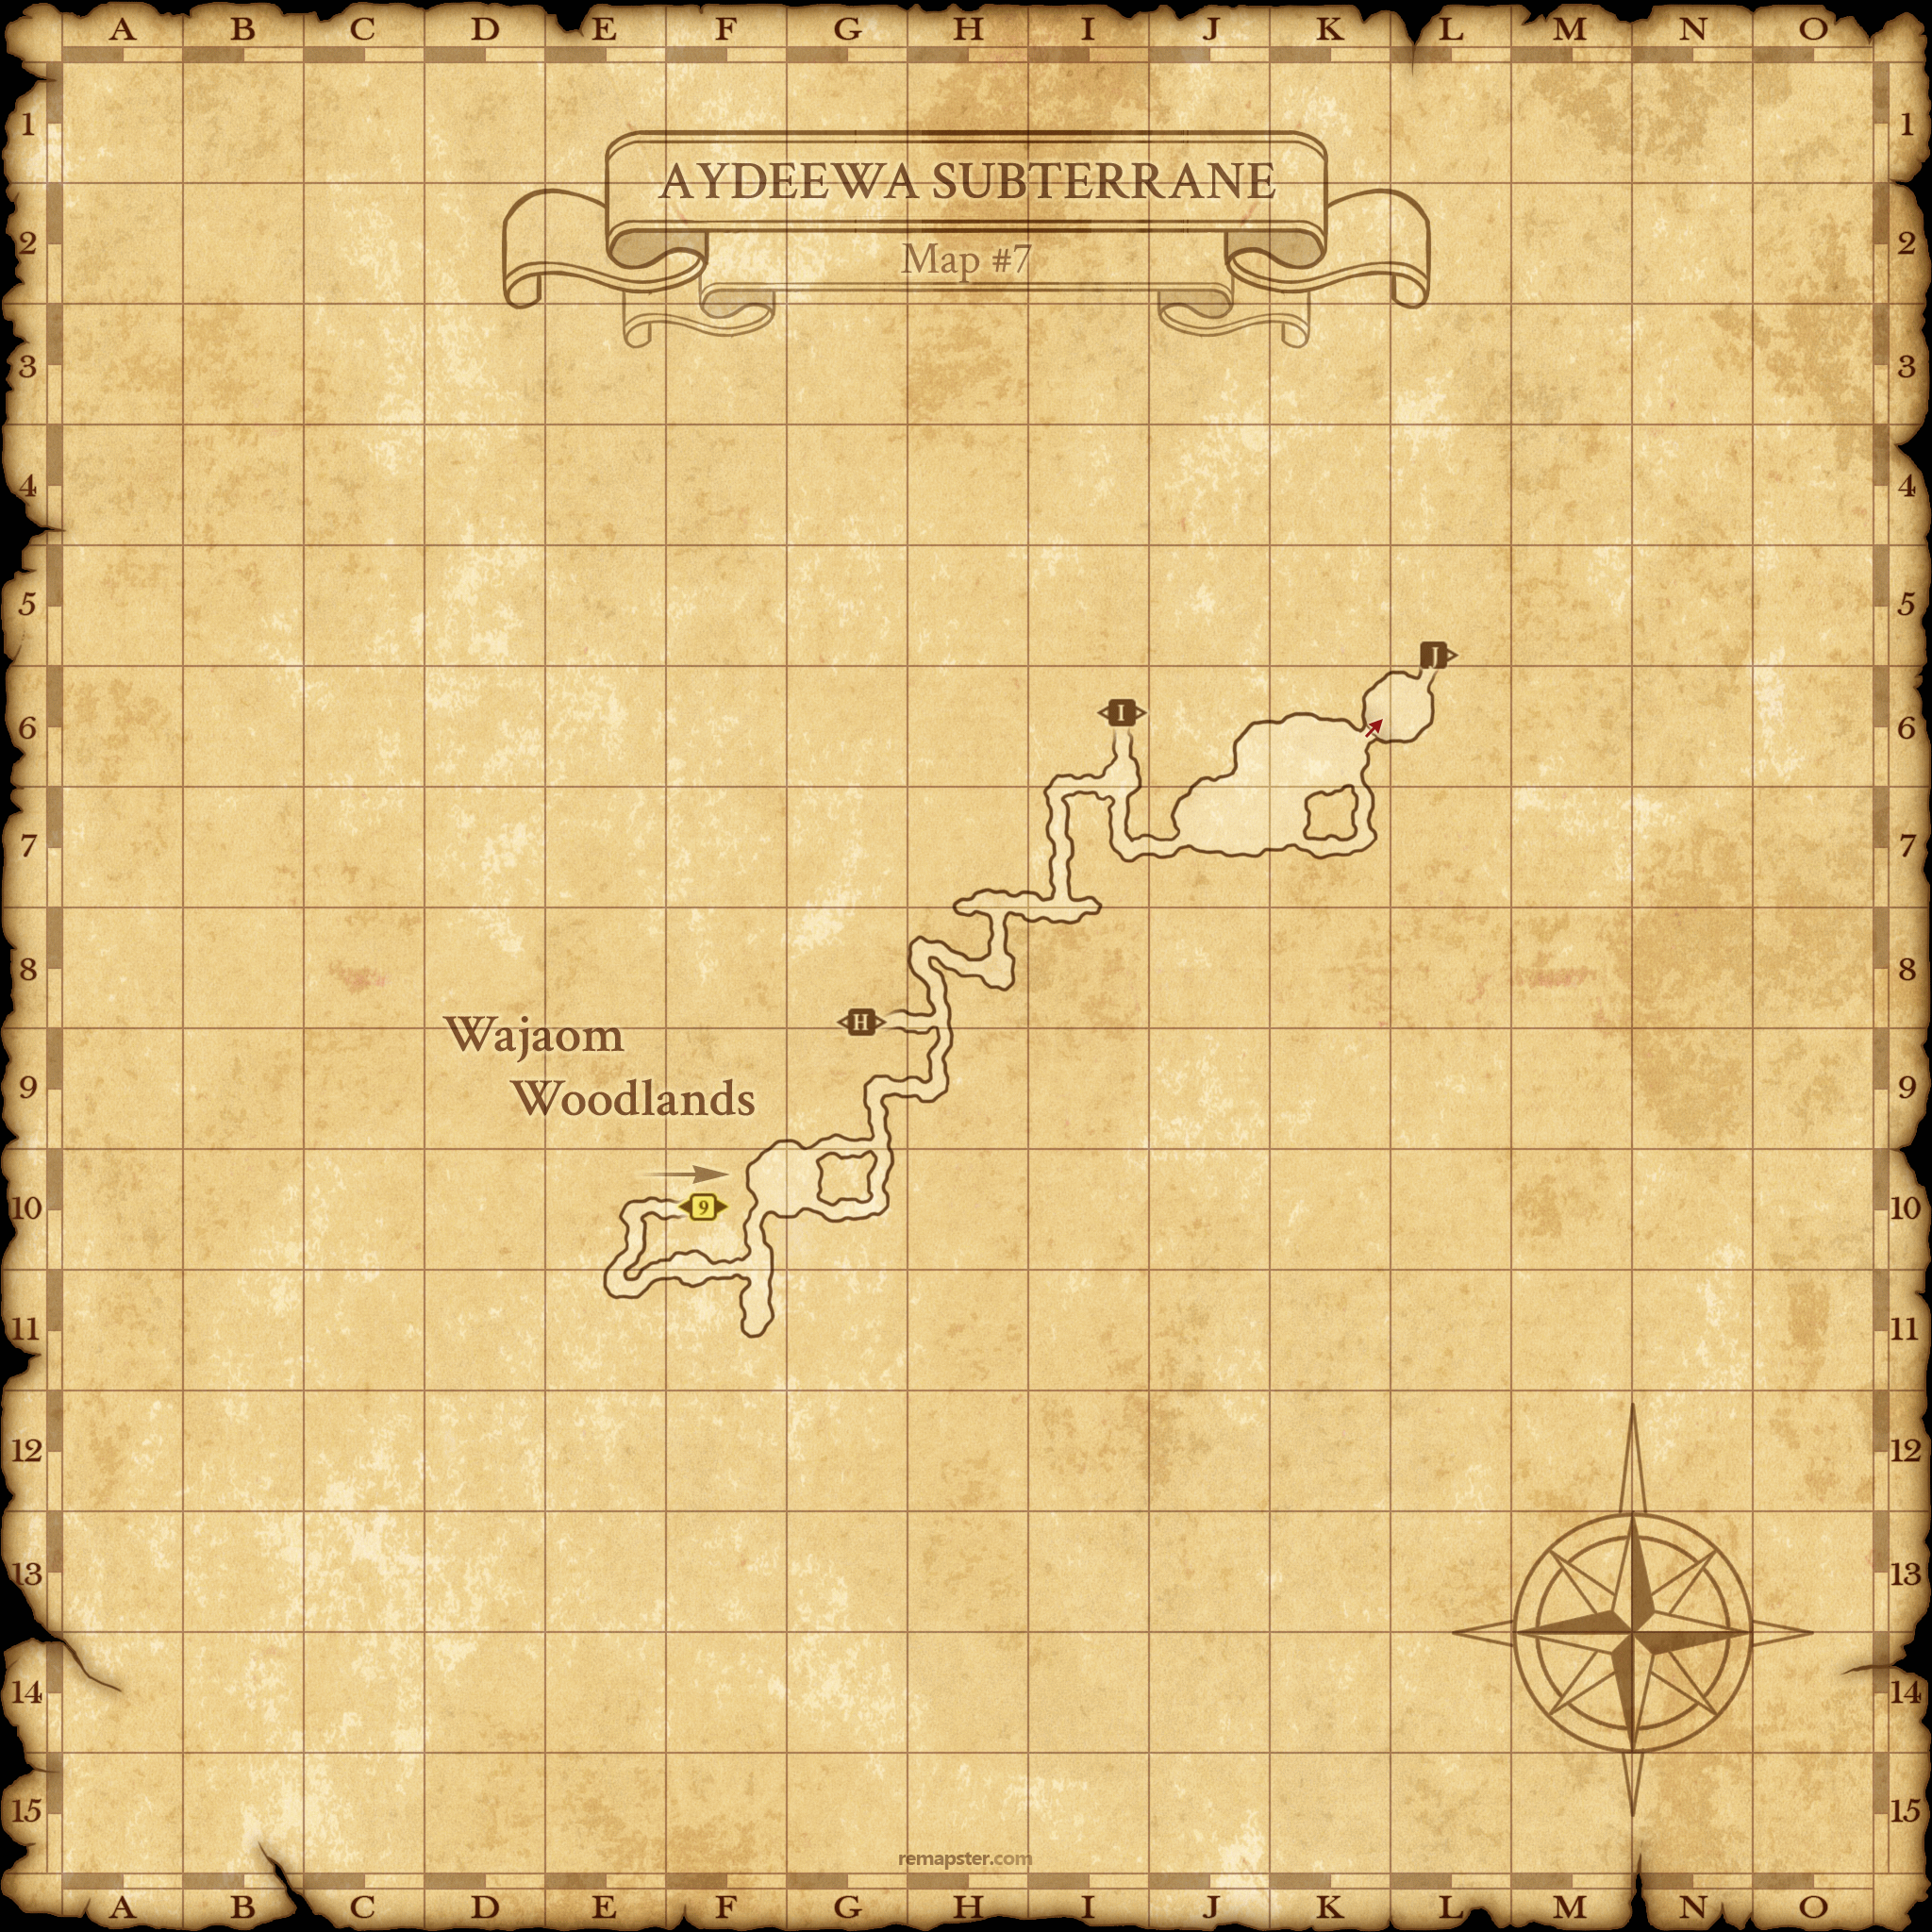 A B C D E F G H I J K L M N O
AYDEEWA SUBTERRANE
Map #7
1 1
2 2
3 3
4 4
5 5
J
6 I 6
7 7
8 8
H
Wajaom
9 9
Woodlands
10 9 10
11 11
12 12
13 13
14 14
15 15
remapster.com
A B C D E F G H I J K L M N O